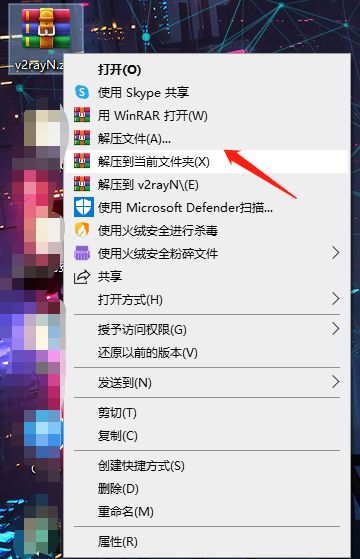 v2rayN.z
打开(O)
使用 Skype 共享
用 WinRAR 打开(W)
解压文件(A)...
解压到当前文件夹(X)
解压到 v2rayN\(E)
使用 Microsoft Defender扫描...
使用火绒安全进行杀毒
使用火绒安全粉碎文件
共享
打开方式(H)
授予访问权限(G)
还原以前的版本(V)
发送到(N)
剪切(T)
复制(C)
创建快捷方式(S)
删除(D)
重命名(M)
属性(R)